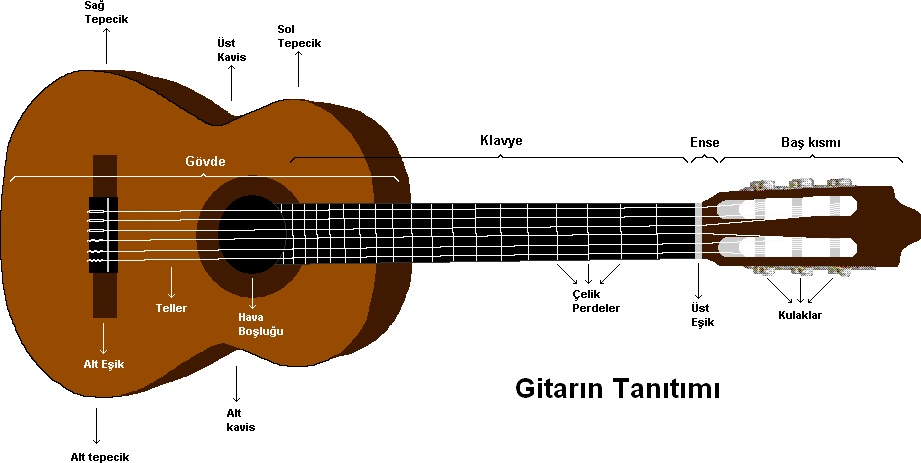 Sağ
Tepecik
Üst
Kavis
Sol
Tepecik
Klavye
Ense
Baş kısmı
Gövde
Teller
Hava
Boşluğu
Çelik
Perdeler
Üst
Eşik
Kulaklar
Alt Eşik
Gitarın Tanıtımı
Alt
kavis
Alt tepecik